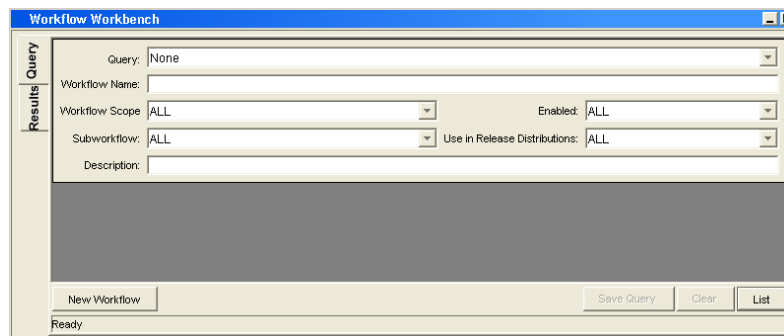 Workflow Workbench
Query
Results
Query: None
Workflow Name:
Workflow Scope ALL Enabled: ALL
Subworkflow: ALL Use in Release Distributions: ALL
Description:
New Workflow Save Query Clear List
Ready